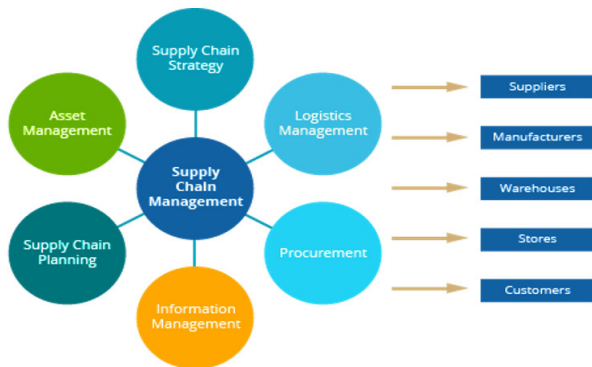 Supply Chain
Strategy
Asset
Management
Logistics
Management
Supply
Chain
Management
Supply Chain
Planning
Procurement
Information
Management
Suppliers
Manufacturers
Warehouses
Stores
Customers